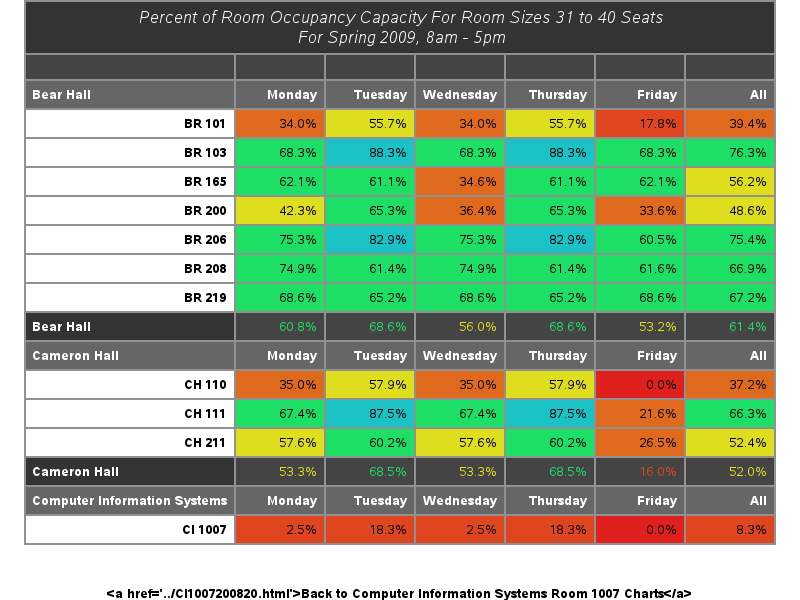 Percent of Room Occupancy Capacity For Room Sizes 31 to 40 Seats
For Spring 2009, 8am - 5pm
Bear Hall Monday Tuesday Wednesday Thursday Friday All
BR 101 34.0% 55.7% 34.0% 55.7% 17.8% 39.4%
BR 103 68.3% 88.3% 68.3% 88.3% 68.3% 76.3%
BR 165 62.1% 61.1% 34.6% 61.1% 62.1% 56.2%
BR 200 42.3% 65.3% 36.4% 65.3% 33.6% 48.6%
BR 206 75.3% 82.9% 75.3% 82.9% 60.5% 75.4%
BR 208 74.9% 61.4% 74.9% 61.4% 61.6% 66.9%
BR 219 68.6% 65.2% 68.6% 65.2% 68.6% 67.2%
Bear Hall 60.8% 68.6% 56.0% 68.6% 53.2% 61.4%
Cameron Hall Monday Tuesday Wednesday Thursday Friday All
CH 110 35.0% 57.9% 35.0% 57.9% 0.0% 37.2%
CH 111 67.4% 87.5% 67.4% 87.5% 21.6% 66.3%
CH 211 57.6% 60.2% 57.6% 60.2% 26.5% 52.4%
Cameron Hall 53.3% 68.5% 53.3% 68.5% 16.0% 52.0%
Computer Information Systems Monday Tuesday Wednesday Thursday Friday All
CI 1007 2.5% 18.3% 2.5% 18.3% 0.0% 8.3%
<a href='../CI1007200820.html'>Back to Computer Information Systems Room 1007 Charts</a>